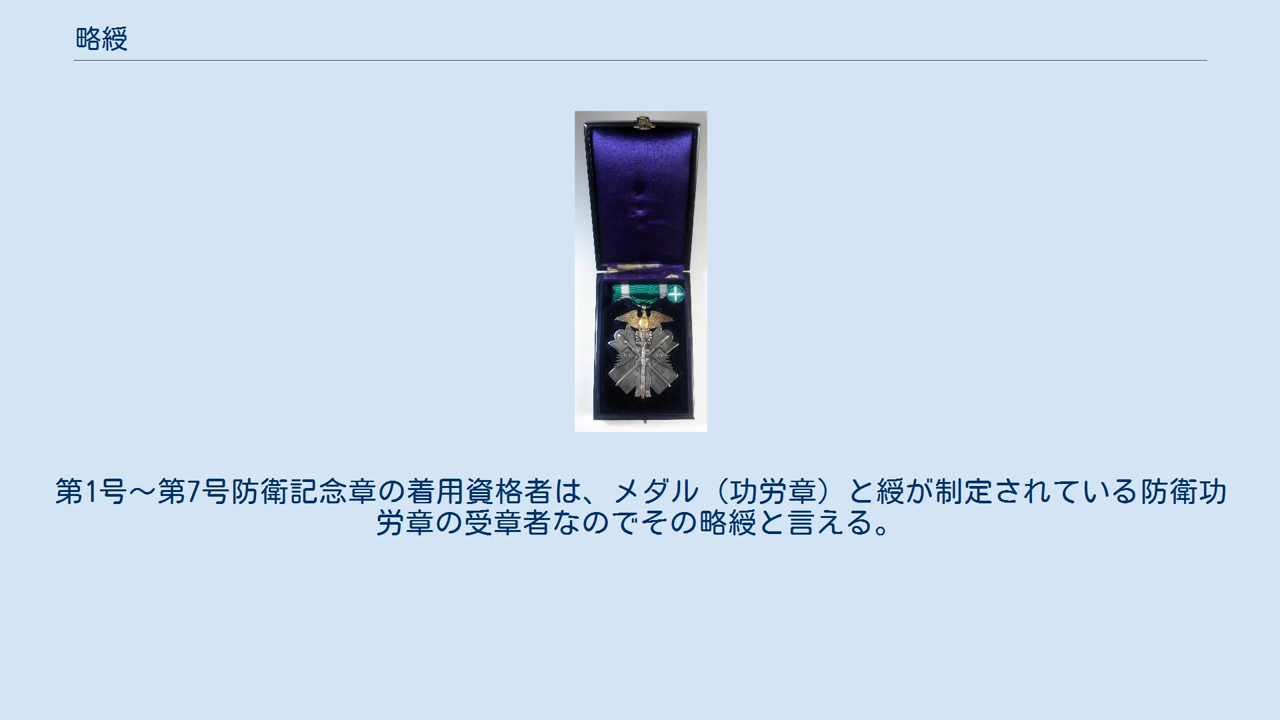 略綬
第1号～第7号防衛記念章の着用資格者は、メダル（功労章）と綬が制定されている防衛功
労章の受章者なのでその略綬と言える。